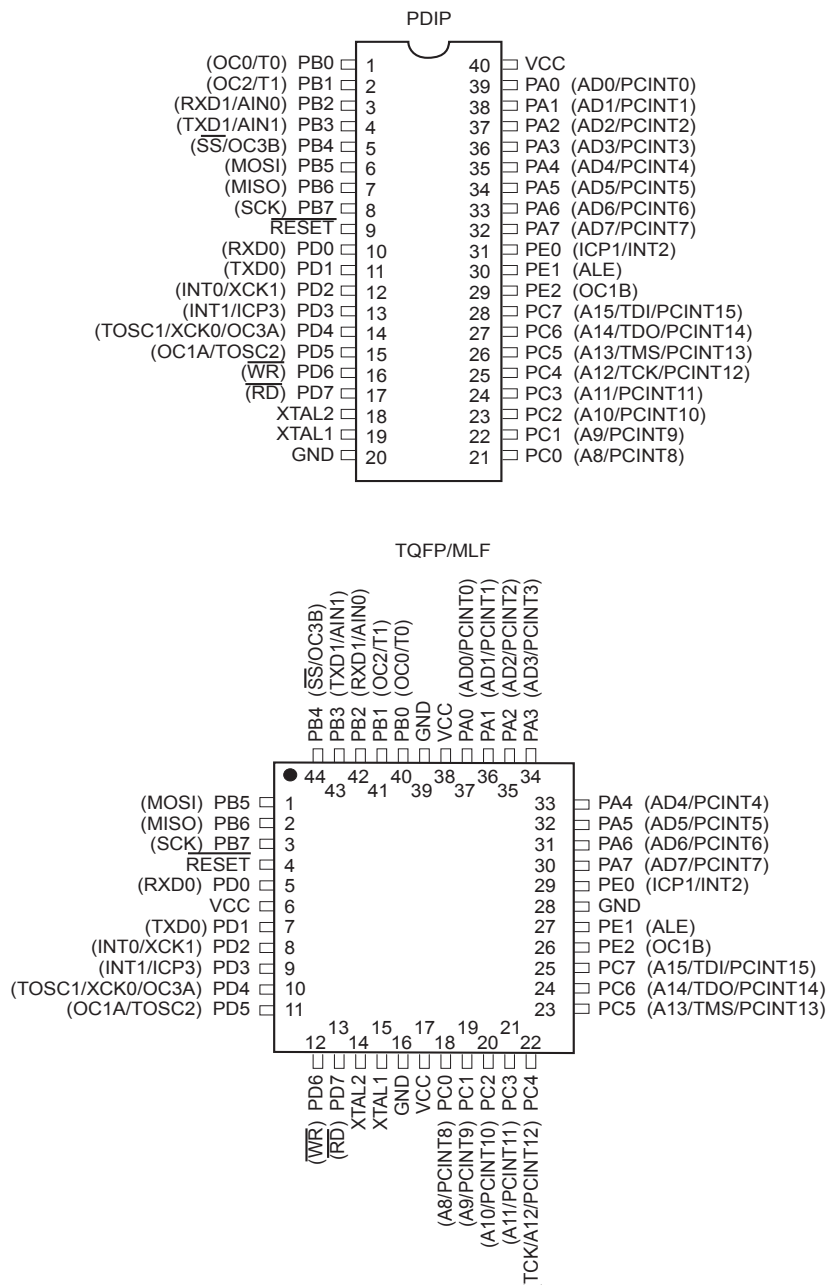 PDIP
(OC0/T0) PB0 1 40 VCC
(OC2/T1) PB1 2 39 PA0 (AD0/PCINT0)
(RXD1/AIN0) PB2 3 38 PA1 (AD1/PCINT1)
(TXD1/AIN1) PB3 4 37 PA2 (AD2/PCINT2)
(SS/OC3B) PB4 5 36 PA3 (AD3/PCINT3)
(MOSI) PB5 6 35 PA4 (AD4/PCINT4)
(MISO) PB6 7 34 PA5 (AD5/PCINT5)
(SCK) PB7 8 33 PA6 (AD6/PCINT6)
RESET 9 32 PA7 (AD7/PCINT7)
(RXD0) PD0 10 31 PE0 (ICP1/INT2)
(TXD0) PD1 11 30 PE1 (ALE)
(INT0/XCK1) PD2 12 29 PE2 (OC1B)
(INT1/ICP3) PD3 13 28 PC7 (A15/TDI/PCINT15)
(TOSC1/XCK0/OC3A) PD4 14 27 PC6 (A14/TDO/PCINT14)
(OC1A/TOSC2) PD5 15 26 PC5 (A13/TMS/PCINT13)
(WR) PD6 16 25 PC4 (A12/TCK/PCINT12)
(RD) PD7 17 24 PC3 (A11/PCINT11)
XTAL2 18 23 PC2 (A10/PCINT10)
XTAL1 19 22 PC1 (A9/PCINT9)
GND 20 21 PC0 (A8/PCINT8)
TQFP/MLF
PB4 (SS/OC3B)
PB3 (TXD1/AIN1)
PB2 (RXD1/AIN0)
PB1 (OC2/T1)
PB0 (OC0/T0)
GND
VCC
PA0 (AD0/PCINT0)
PA1 (AD1/PCINT1)
PA2 (AD2/PCINT2)
PA3 (AD3/PCINT3)
44 42 40 38 36 34
43 41 39 37 35
(MOSI) PB5 1 33 PA4 (AD4/PCINT4)
(MISO) PB6 2 32 PA5 (AD5/PCINT5)
(SCK) PB7 3 31 PA6 (AD6/PCINT6)
RESET 4 30 PA7 (AD7/PCINT7)
(RXD0) PD0 5 29 PE0 (ICP1/INT2)
VCC 6 28 GND
(TXD0) PD1 7 27 PE1 (ALE)
(INT0/XCK1) PD2 8 26 PE2 (OC1B)
(INT1/ICP3) PD3 9 25 PC7 (A15/TDI/PCINT15)
(TOSC1/XCK0/OC3A) PD4 10 24 PC6 (A14/TDO/PCINT14)
(OC1A/TOSC2) PD5 11 23 PC5 (A13/TMS/PCINT13)
13 15 17 19 21
12 14 16 18 20 22
(WR) PD6
(RD) PD7
XTAL2
XTAL1
GND
VCC
(A8/PCINT8) PC0
(A9/PCINT9) PC1
(A10/PCINT10) PC2
(A11/PCINT11) PC3
TCK/A12/PCINT12) PC4